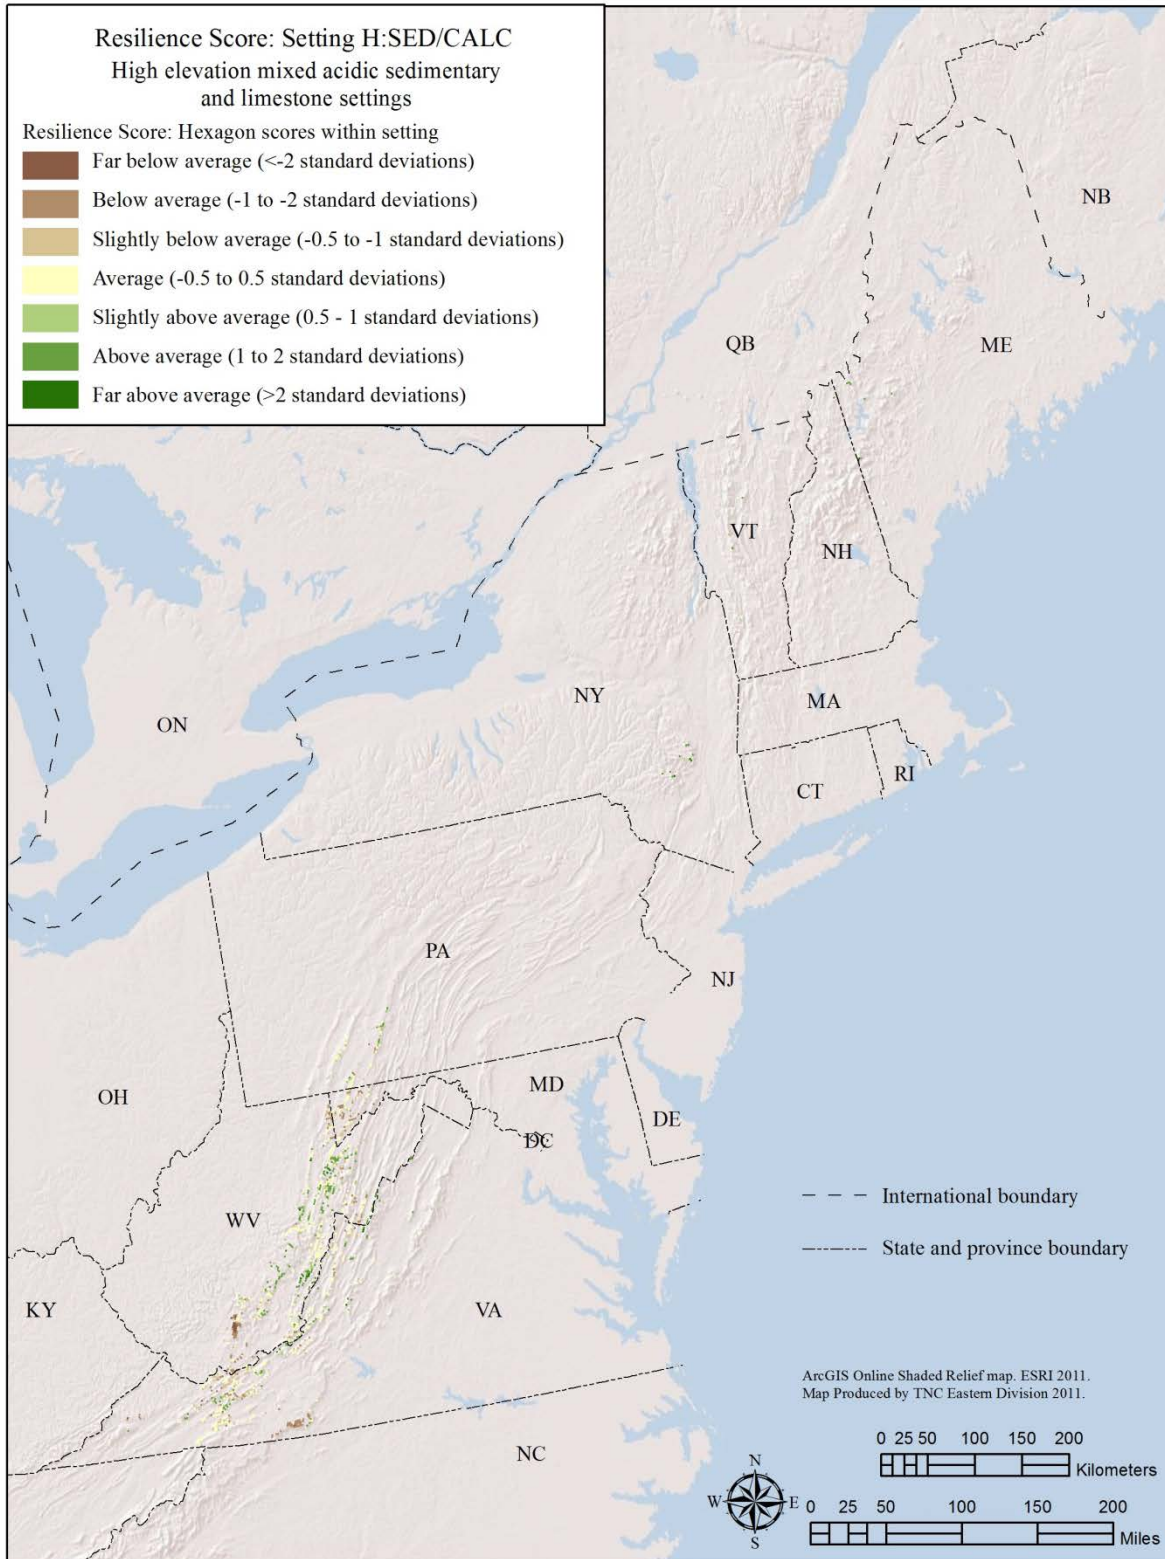 Resilience Score: Setting H:SED/CALC
High elevation mixed acidic sedimentary
and limestone settings
Resilience Score: Hexagon scores within setting
Far below average (<-2 standard deviations)
Below average (-1 to -2 standard deviations)
Slightly below average (-0.5 to -1 standard deviations)
Average (-0.5 to 0.5 standard deviations)
Slightly above average (0.5 - 1 standard deviations)
Above average (1 to 2 standard deviations)
Far above average (>2 standard deviations)
NB
QB
ME
VT
NH
NY
MA
ON
CT
RI
PA
NJ
OH
MD
DE
DC
WV
KY
VA
NC
International boundary
State and province boundary
ArcGIS Online Shaded Relief map. ESRI 2011.
Map Produced by TNC Eastern Division 2011.
0 25 50 100 150 200
Kilometers
N
W E
S
0 25 50 100 150 200
Miles